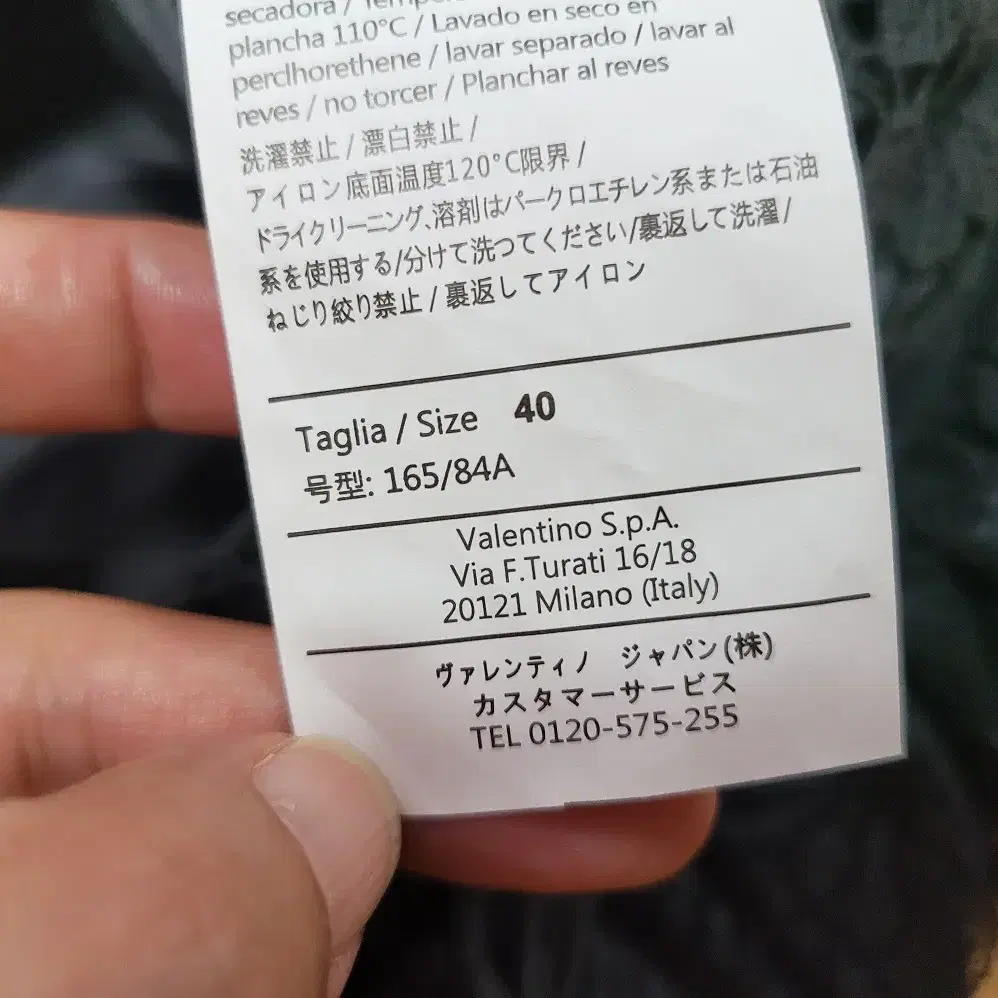 secadora /
plancha 110°C / Lavado en seco en
perclhorethene / lavar separado / lavar al
reves / no torcer / Planchar al reves
洗濯禁止 / 漂白禁止 /
アイロン底面温度120°C限界 /
ドライクリーニング、溶剤はパークロエチレン系または石油
系を使用する/分けて洗つてください/裏返して洗濯/
ねじり絞り禁止 / 裏返してアイロン
Taglia / Size 40
号型: 165/84A
Valentino S.p.A.
Via F.Turati 16/18
20121 Milano (Italy)
ヴァレンティノ ジャパン(株)
カスタマーサービス
TEL 0120-575-255